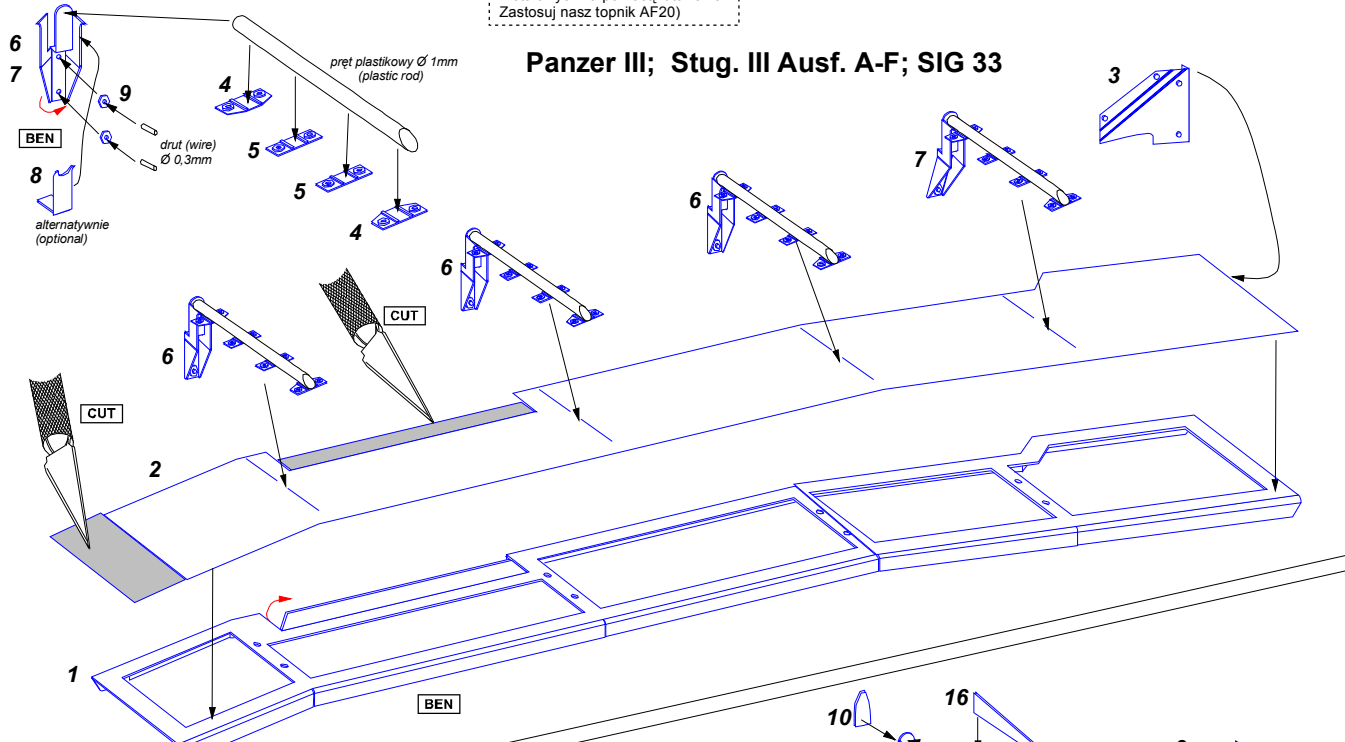 Zastosuj nasz topnik AF20)
Panzer III; Stug. III Ausf. A-F; SIG 33
6
7
9
BEN
8
alternatywnie
(optional)
drut (wire)
Ø 0,3mm
pręt plastikowy Ø 1mm
(plastic rod)
4
5
5
4
3
7
6
6
6
CUT
CUT
2
1
BEN
10
16